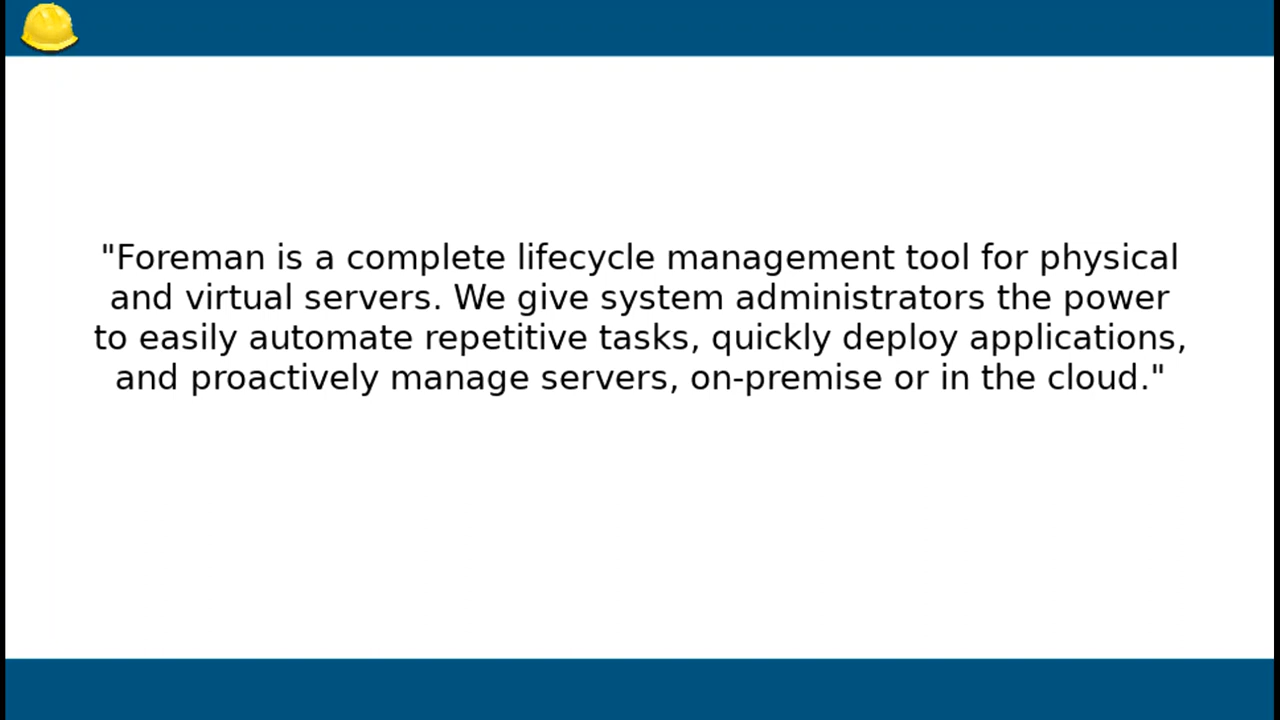 "Foreman is a complete lifecycle management tool for physical
and virtual servers. We give system administrators the power
to easily automate repetitive tasks, quickly deploy applications,
and proactively manage servers, on-premise or in the cloud."